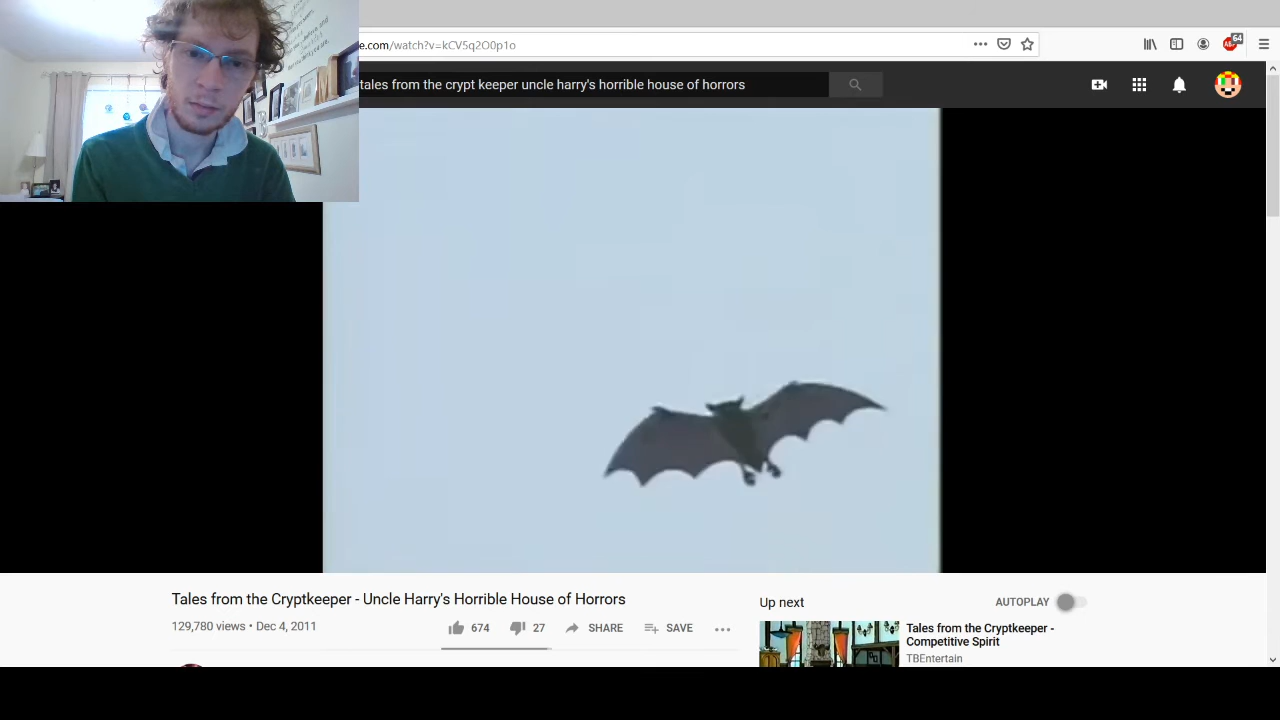 e.com/watch?v=kCV5q2O0p1o
64
tales from the crypt keeper uncle harry's horrible house of horrors
Tales from the Cryptkeeper - Uncle Harry's Horrible House of Horrors
129,780 views • Dec 4, 2011
674
27
SHARE
SAVE
Up next
AUTOPLAY
Tales from the Cryptkeeper -
Competitive Spirit
TBEntertain